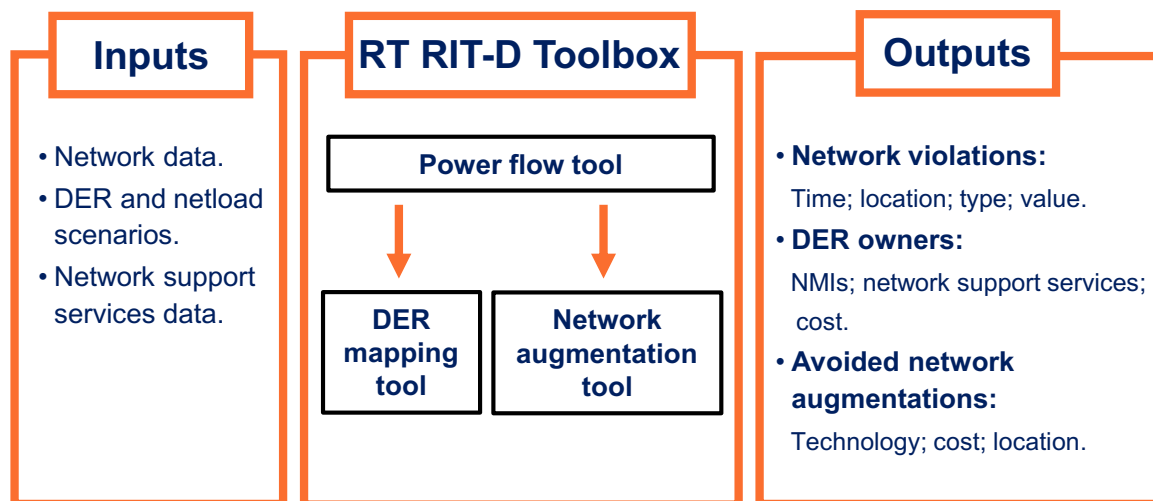 Inputs
• Network data.
• DER and netload
scenarios.
• Network support
services data.
RT RIT-D Toolbox
Power flow tool
DER
mapping
tool
Network
augmentation
tool
Outputs
• Network violations:
Time; location; type; value.
• DER owners:
NMIs; network support services;
cost.
• Avoided network
augmentations:
Technology; cost; location.